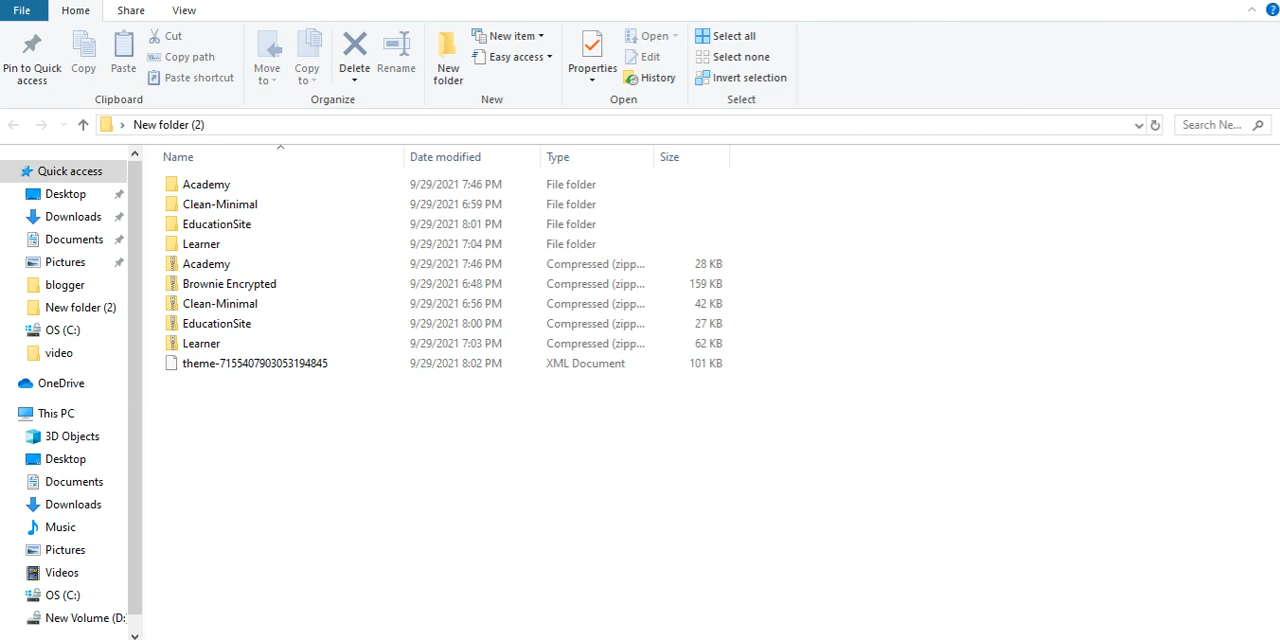 File Home Share View
Pin to Quick access
Copy
Paste
Cut
Copy path
Paste shortcut
Clipboard
Move to
Copy to
Delete
Rename
Organize
New folder
New item
Easy access
New
Properties
Open
Edit
History
Open
Select all
Select none
Invert selection
Select
New folder (2)
Search Ne...
Quick access
Desktop
Downloads
Documents
Pictures
blogger
New folder (2)
OS (C:)
video
OneDrive
This PC
3D Objects
Desktop
Documents
Downloads
Music
Pictures
Videos
OS (C:)
New Volume (D:
Name Date modified Type Size
Academy 9/29/2021 7:46 PM File folder
Clean-Minimal 9/29/2021 6:59 PM File folder
EducationSite 9/29/2021 8:01 PM File folder
Learner 9/29/2021 7:04 PM File folder
Academy 9/29/2021 7:46 PM Compressed (zipp... 28 KB
Brownie Encrypted 9/29/2021 6:48 PM Compressed (zipp... 159 KB
Clean-Minimal 9/29/2021 6:56 PM Compressed (zipp... 42 KB
EducationSite 9/29/2021 8:00 PM Compressed (zipp... 27 KB
Learner 9/29/2021 7:03 PM Compressed (zipp... 62 KB
theme-7155407903053194845 9/29/2021 8:02 PM XML Document 101 KB